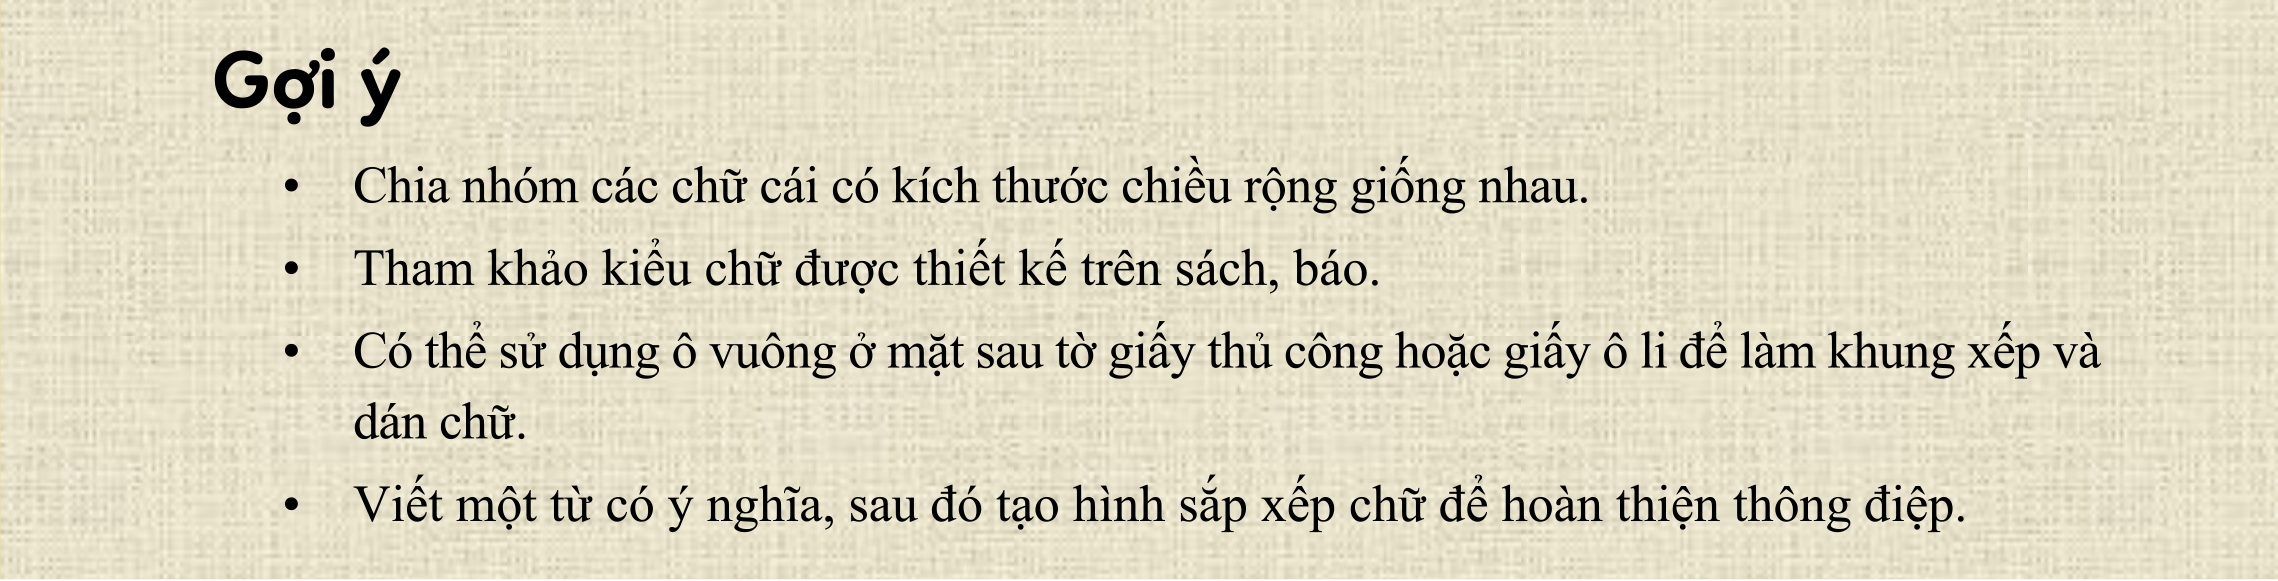 Gợi ý
• Chia nhóm các chữ cái có kích thước chiều rộng giống nhau.
• Tham khảo kiểu chữ được thiết kế trên sách, báo.
• Có thể sử dụng ô vuông ở mặt sau tờ giấy thủ công hoặc giấy ô li để làm khung xếp và
dán chữ.
• Viết một từ có ý nghĩa, sau đó tạo hình sắp xếp chữ để hoàn thiện thông điệp.